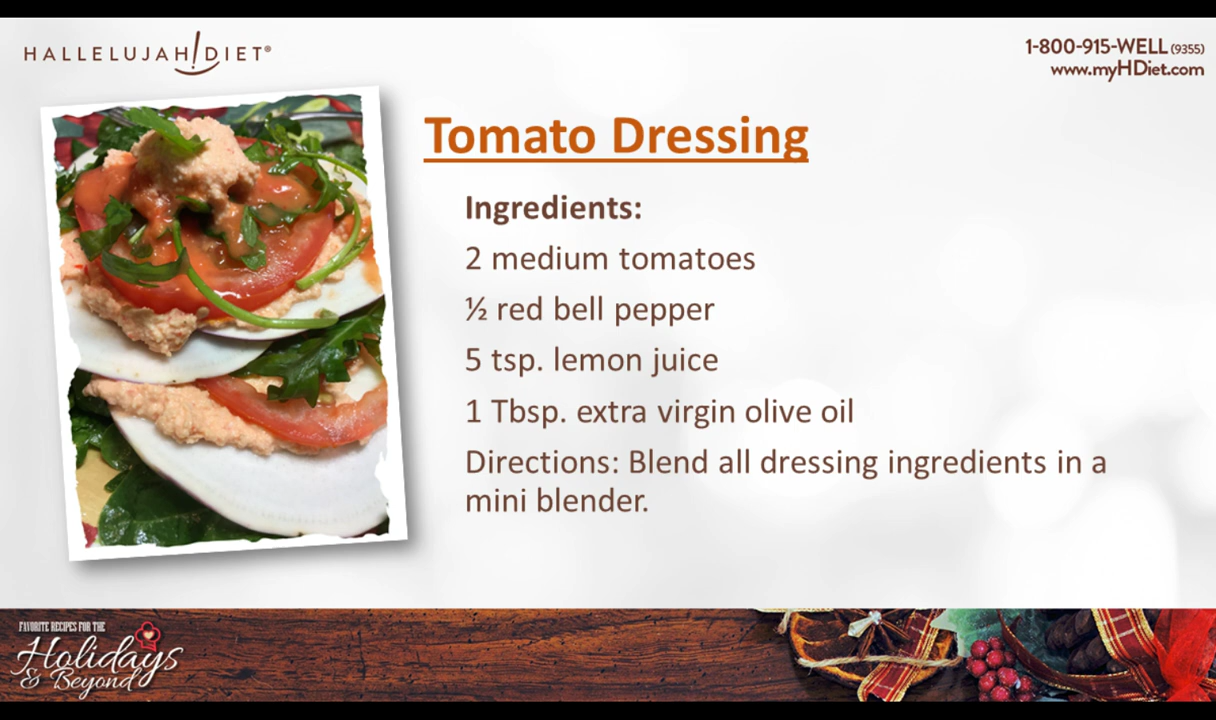 HALLELUJAH!DIET®
1-800-915-WELL (9355)
www.myHDiet.com
Tomato Dressing
Ingredients:
2 medium tomatoes
½ red bell pepper
5 tsp. lemon juice
1 Tbsp. extra virgin olive oil
Directions: Blend all dressing ingredients in a
mini blender.
FAVORITE RECIPES FOR THE
Holidays
& Beyond